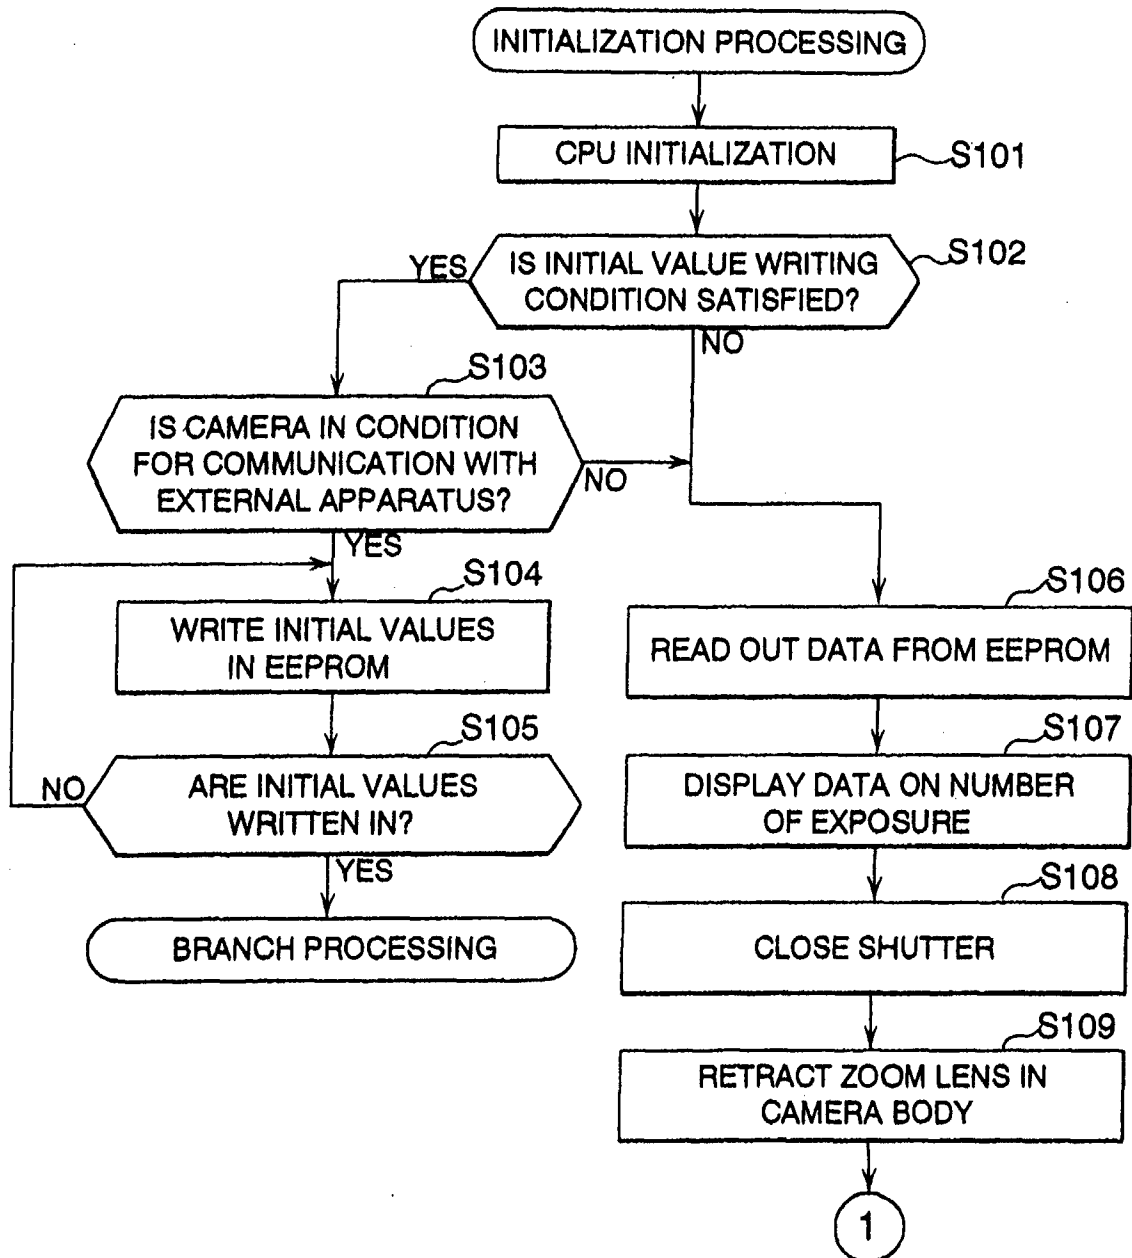 INITIALIZATION PROCESSING
CPU INITIALIZATION
S101
IS INITIAL VALUE WRITING
CONDITION SATISFIED?
S102
YES
NO
S103
IS CAMERA IN CONDITION
FOR COMMUNICATION WITH
EXTERNAL APPARATUS?
NO
YES
S104
WRITE INITIAL VALUES
IN EEPROM
S105
ARE INITIAL VALUES
WRITTEN IN?
NO
YES
BRANCH PROCESSING
S106
READ OUT DATA FROM EEPROM
S107
DISPLAY DATA ON NUMBER
OF EXPOSURE
S108
CLOSE SHUTTER
S109
RETRACT ZOOM LENS IN
CAMERA BODY
1